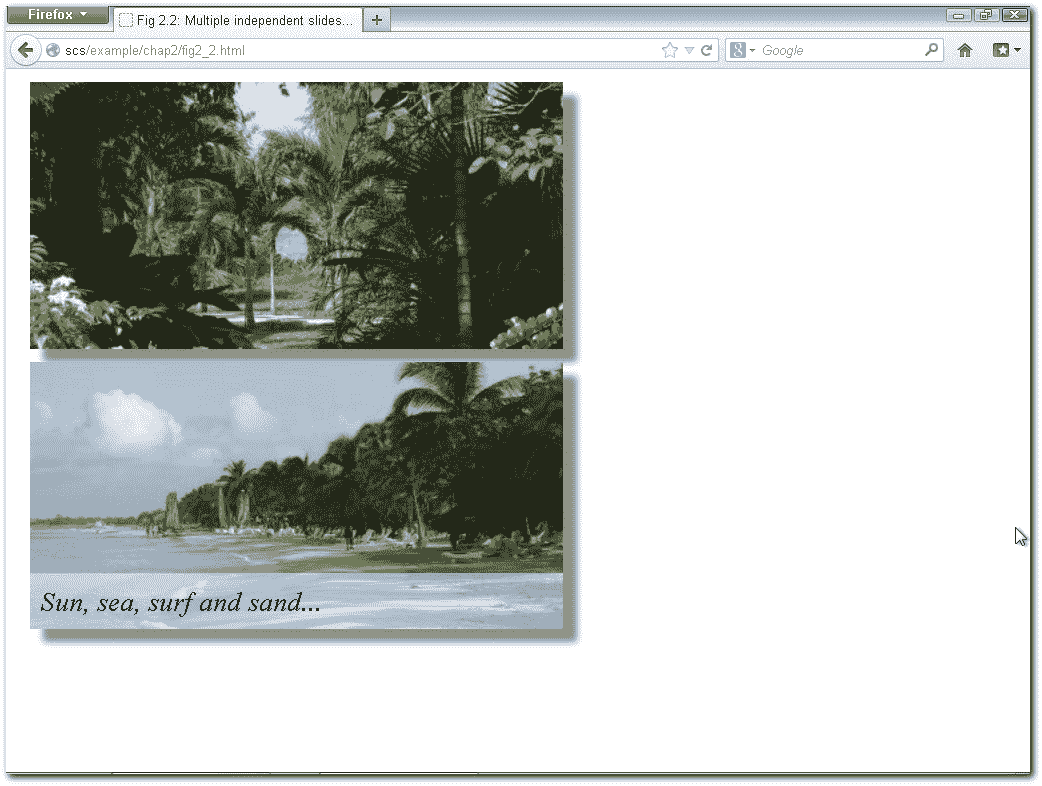 Firefox
Fig 2.2: Multiple independent slides...
scs/example/chap2/fig2_2.html
Google
Sun, sea, surf and sand...